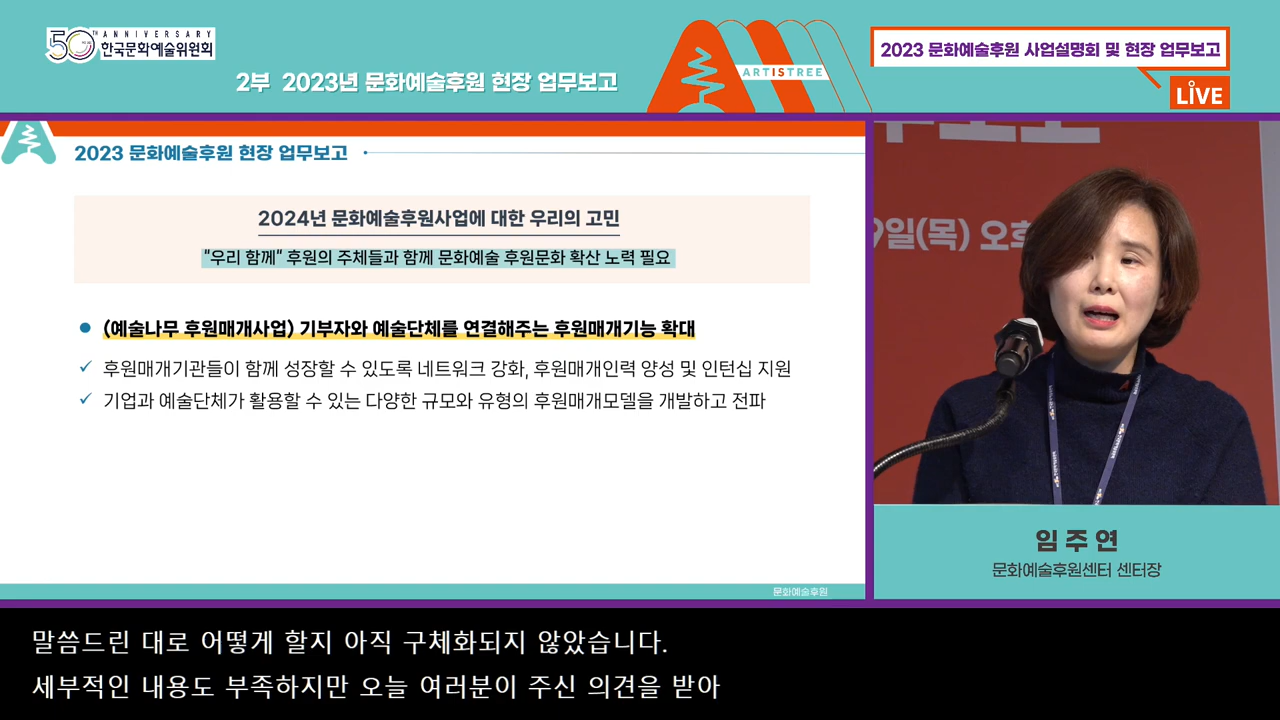 50TH ANNIVERSARY
한국문화예술위원회
2부 2023년 문화예술후원 현장 업무보고
ARTISTREE
2023 문화예술후원 사업설명회 및 현장 업무보고
LIVE
2023 문화예술후원 현장 업무보고
2024년 문화예술후원사업에 대한 우리의 고민
"우리 함께" 후원의 주체들과 함께 문화예술 후원문화 확산 노력 필요
(예술나무 후원매개사업) 기부자와 예술단체를 연결해주는 후원매개기능 확대
후원매개기관들이 함께 성장할 수 있도록 네트워크 강화, 후원매개인력 양성 및 인턴십 지원
기업과 예술단체가 활용할 수 있는 다양한 규모와 유형의 후원매개모델을 개발하고 전파
문화예술후원
9일(목) 오후
임주연
문화예술후원센터 센터장
말씀드린 대로 어떻게 할지 아직 구체화되지 않았습니다.
세부적인 내용도 부족하지만 오늘 여러분이 주신 의견을 받아